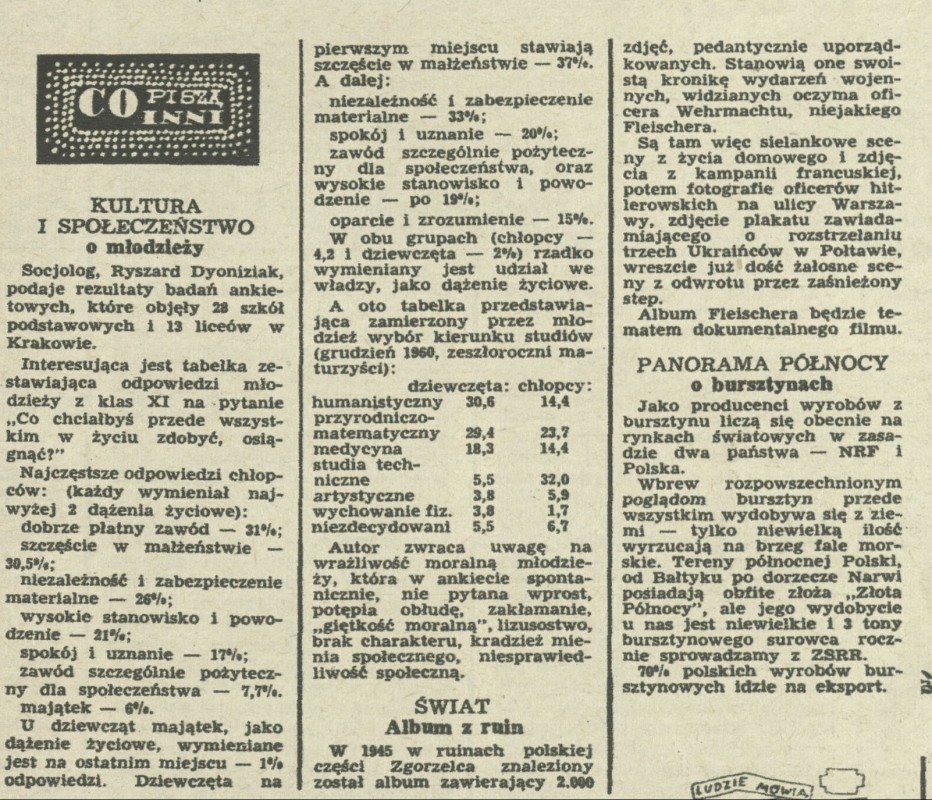 CO PISZĄ
INNI
KULTURA
I SPOŁECZEŃSTWO
o młodzieży
Socjolog, Ryszard Dyoniziak,
podaje rezultaty badań ankie-
towych, które objęły 28 szkół
podstawowych i 13 liceów w
Krakowie.
Interesująca jest tabelka ze-
stawiająca odpowiedzi mło-
dzieży z klas XI na pytanie
„Co chciałbyś przede wszyst-
kim w życiu zdobyć, osią-
gnąć?"
Najczęstsze odpowiedzi chłop-
ców: (każdy wymieniał naj-
wyżej 2 dążenia życiowe):
dobrze płatny zawód — 31%;
szczęście w małżeństwie —
30,5%;
niezależność i zabezpieczenie
materialne — 26%;
wysokie stanowisko i powo-
dzenie — 21%;
spokój i uznanie — 17%;
zawód szczególnie pożytecz-
ny dla społeczeństwa — 7,7%.
majątek — 6%.
U dziewcząt majątek, jako
dążenie życiowe, wymieniane
jest na ostatnim miejscu — 1%
odpowiedzi. Dziewczęta na
pierwszym miejscu stawiają
szczęście w małżeństwie — 37%.
A dalej:
niezależność i zabezpieczenie
materialne — 33%;
spokój i uznanie — 20%;
zawód szczególnie pożytecz-
ny dla społeczeństwa, oraz
wysokie stanowisko i powo-
dzenie — po 19%;
oparcie i zrozumienie — 15%.
W obu grupach (chłopcy —
4,2 i dziewczęta — 2%) rzadko
wymieniany jest udział we
władzy, jako dążenie życiowe.
A oto tabelka przedstawia-
jąca zamierzony przez mło-
dzież wybór kierunku studiów
(grudzień 1960, zeszłoroczni ma-
turzyści):
dziewczęta: chłopcy:
humanistyczny 30,6 14,4
przyrodniczo-
matematyczny 29,4 23,7
medycyna 18,3 14,4
studia tech-
niczne 5,5 32,0
artystyczne 3,8 5,9
wychowanie fiz. 3,8 1,7
niezdecydowani 5,5 6,7
Autor zwraca uwagę na
wrażliwość moralną młodzie-
ży, która w ankiecie sponta-
nicznie, nie pytana wprost,
potępia obłudę, zakłamanie,
„giętkość moralną", lizusostwo,
brak charakteru, kradzież mie-
nia społecznego, niesprawied-
liwość społeczną.
ŚWIAT
Album z ruin
W 1945 w ruinach polskiej
części Zgorzelca znaleziony
został album zawierający 2.000
zdjęć, pedantycznie uporząd-
kowanych. Stanowią one swoi-
stą kronikę wydarzeń wojen-
nych, widzianych oczyma ofi-
cera Wehrmachtu, niejakiego
Fleischera.
Są tam więc sielankowe sce-
ny z życia domowego i zdję-
cia z kampanii francuskiej,
potem fotografie oficerów hit-
lerowskich na ulicy Warsza-
wy, zdjęcie plakatu zawiada-
miającego o rozstrzelaniu
trzech Ukraińców w Połtawie,
wreszcie już dość żałosne sce-
ny z odwrotu przez zaśnieżony
step.
Album Fleischera będzie te-
matem dokumentalnego filmu.
PANORAMA PÓŁNOCY
o bursztynach
Jako producenci wyrobów z
bursztynu liczą się obecnie na
rynkach światowych w zasa-
dzie dwa państwa — NRF i
Polska.
Wbrew rozpowszechnionym
poglądom bursztyn przede
wszystkim wydobywa się z zie-
mi — tylko niewielką ilość
wyrzucają na brzeg fale mor-
skie. Tereny północnej Polski,
od Bałtyku po dorzecze Narwi
posiadają obfite złoża „Złota
Północy", ale jego wydobycie
u nas jest niewielkie i 3 tony
bursztynowego surowca rocz-
nie sprowadzamy z ZSRR.
70% polskich wyrobów bur-
sztynowych idzie na eksport.
LUDZIE MÓWIĄ